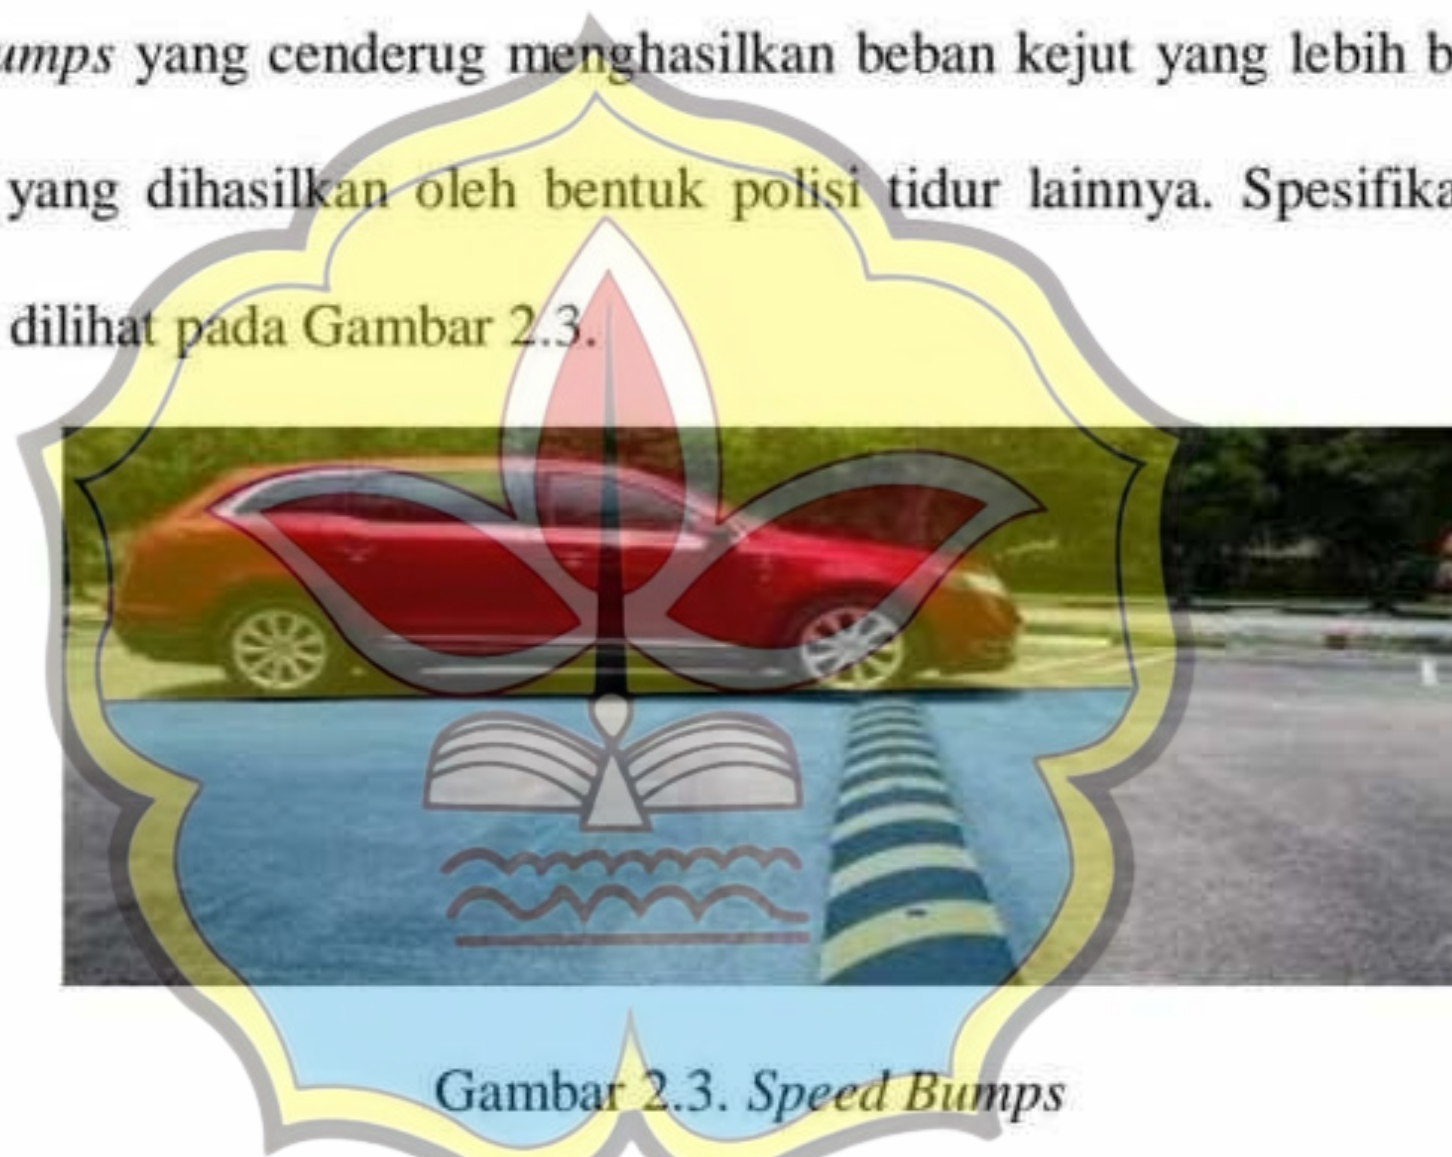 umps yang cenderug menghasilkan beban kejut yang lebih b
yang dihasilkan oleh bentuk polisi tidur lainnya. Spesifika
dilihat pada Gambar 2.3.
Gambar 2.3. Speed Bumps